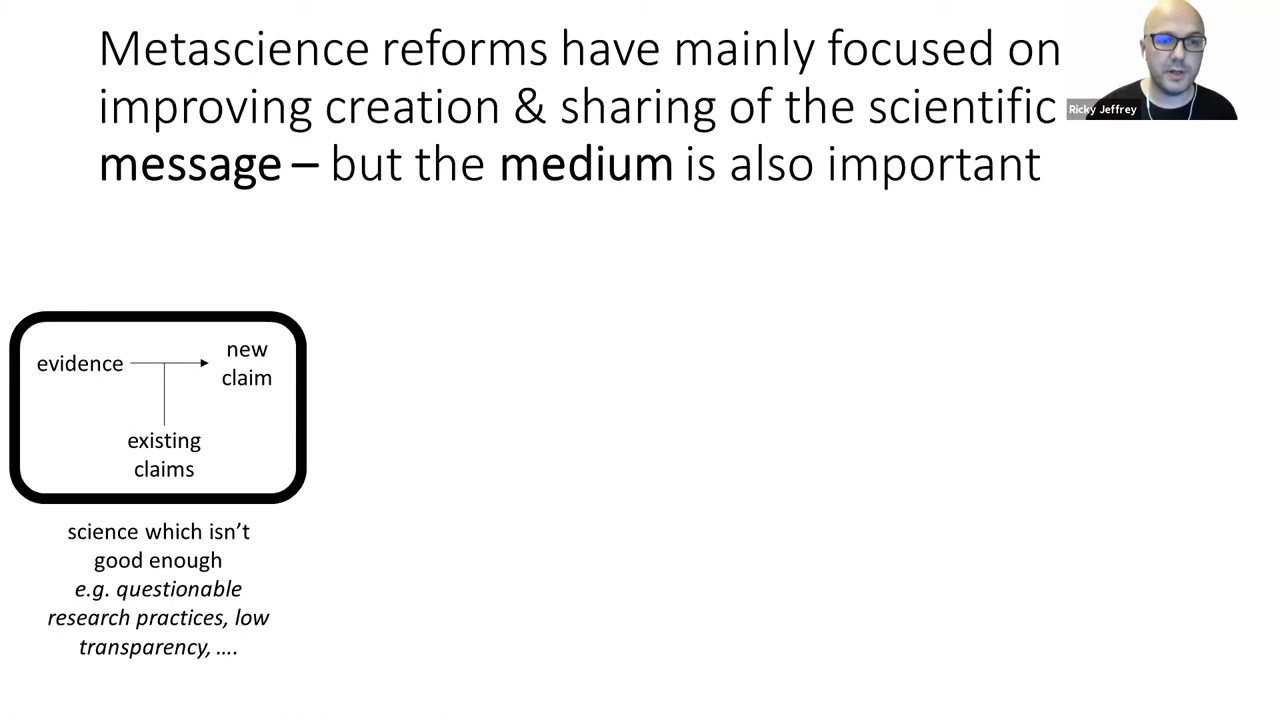 Metascience reforms have mainly focused on
improving creation & sharing of the scientific
message – but the medium is also important
Ricky Jeffrey
evidence
new
claim
existing
claims
science which isn’t
good enough
e.g. questionable
research practices, low
transparency, ….